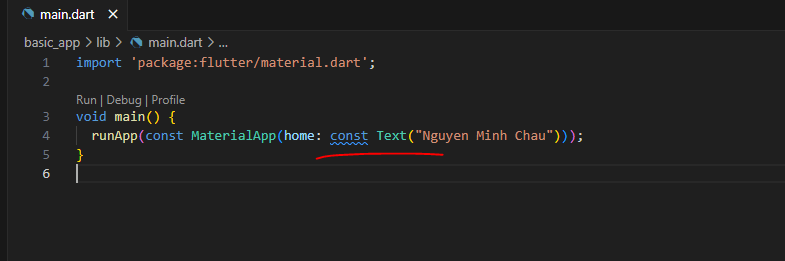 main.dart ×
basic_app > lib > main.dart > ...
1 import 'package:flutter/material.dart';
2
Run | Debug | Profile
3 void main() {
4   runApp(const MaterialApp(home: const Text("Nguyen Minh Chau")));
5 }
6